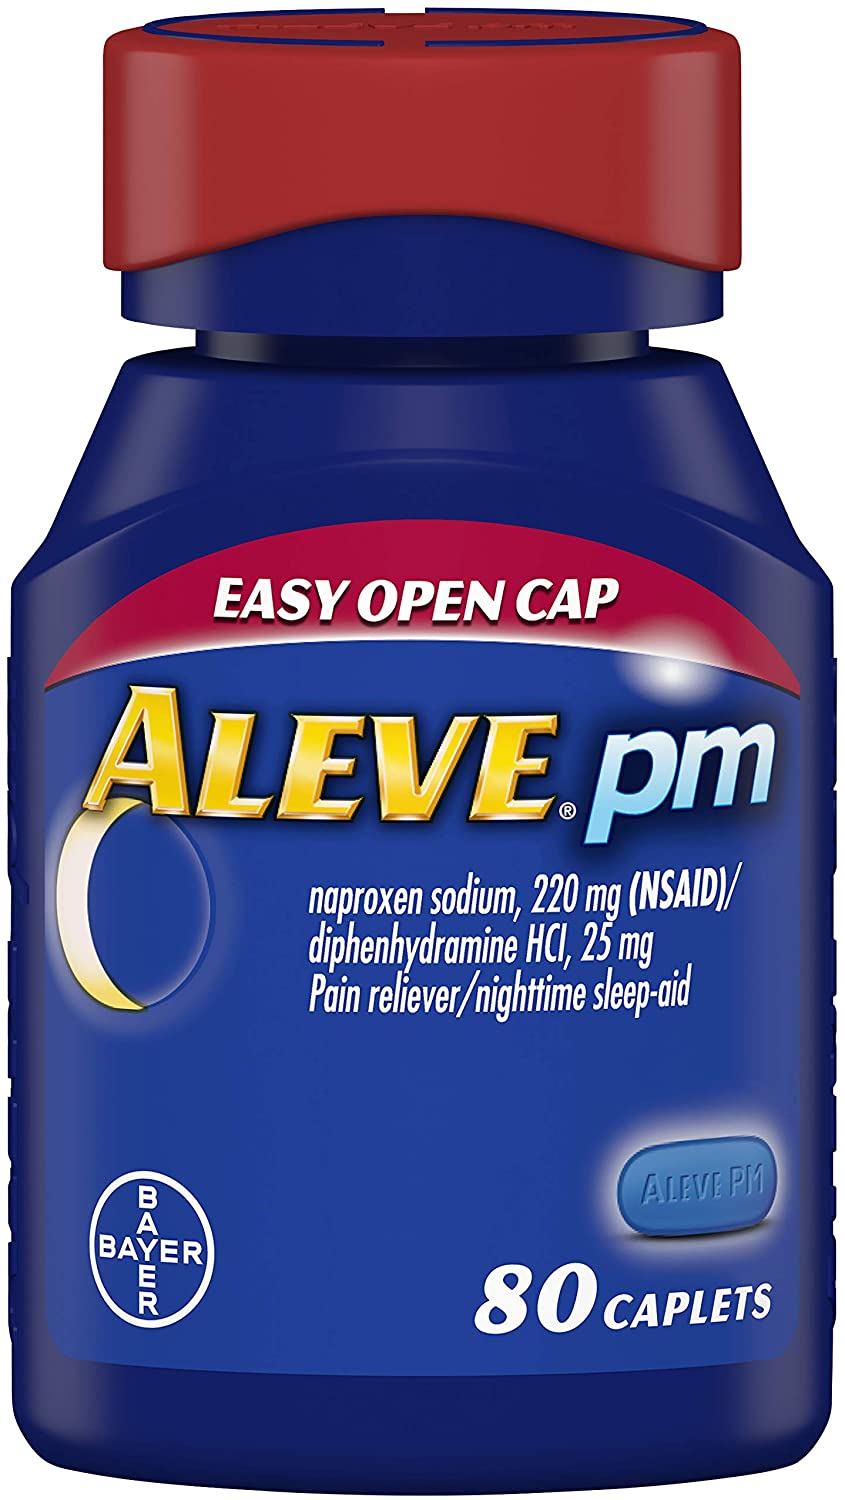 EASY OPEN CAP
ALEVE® pm
naproxen sodium, 220 mg (NSAID)/
diphenhydramine HCl, 25 mg
Pain reliever/nighttime sleep-aid
ALEVE PM
BAYER
BAYER
80 CAPLETS